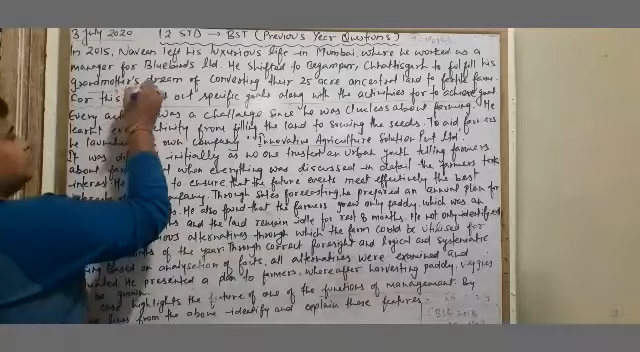 3 July 2020 12 STD → BST (Previous Year Questions)
In 2015, Naveen left his luxurious life in Mumbai, where he worked as a
manager for Bluebirds Ltd. He shifted to Begampur, Chhattisgarh to fulfill his
grandmother's dream of converting their 25 acre ancestral land to fertile farm.
For this out specific goals along with the activities for to achieve goal
Every was a challenge since he was clueless about farming. He
learnt from filling the land to sowing the seeds. To aid farmers
he launched own company Innovative Agriculture Solution Pvt Ltd
It was initially as no one trusted an urban youth telling farmers
about when everything was discussed in detail the farmers took
to ensure that the future events meet effectively the best
Through sales forecasting, he prepared an annual plan for
He also found that the farmers grew only paddy, which was an
and the land remain idle for rest 8 months. He not only identified
alternatives through which the farm could be utilised for
of the year. Through correct foresight and logical and systematic
based on analysation of facts, all alternatives were examined and
He presented a plan to farmers, where after harvesting paddy, veggies
be grown
case highlights the future of one of the functions of management. By
lines from the above identify and explain these features
(BST 2018